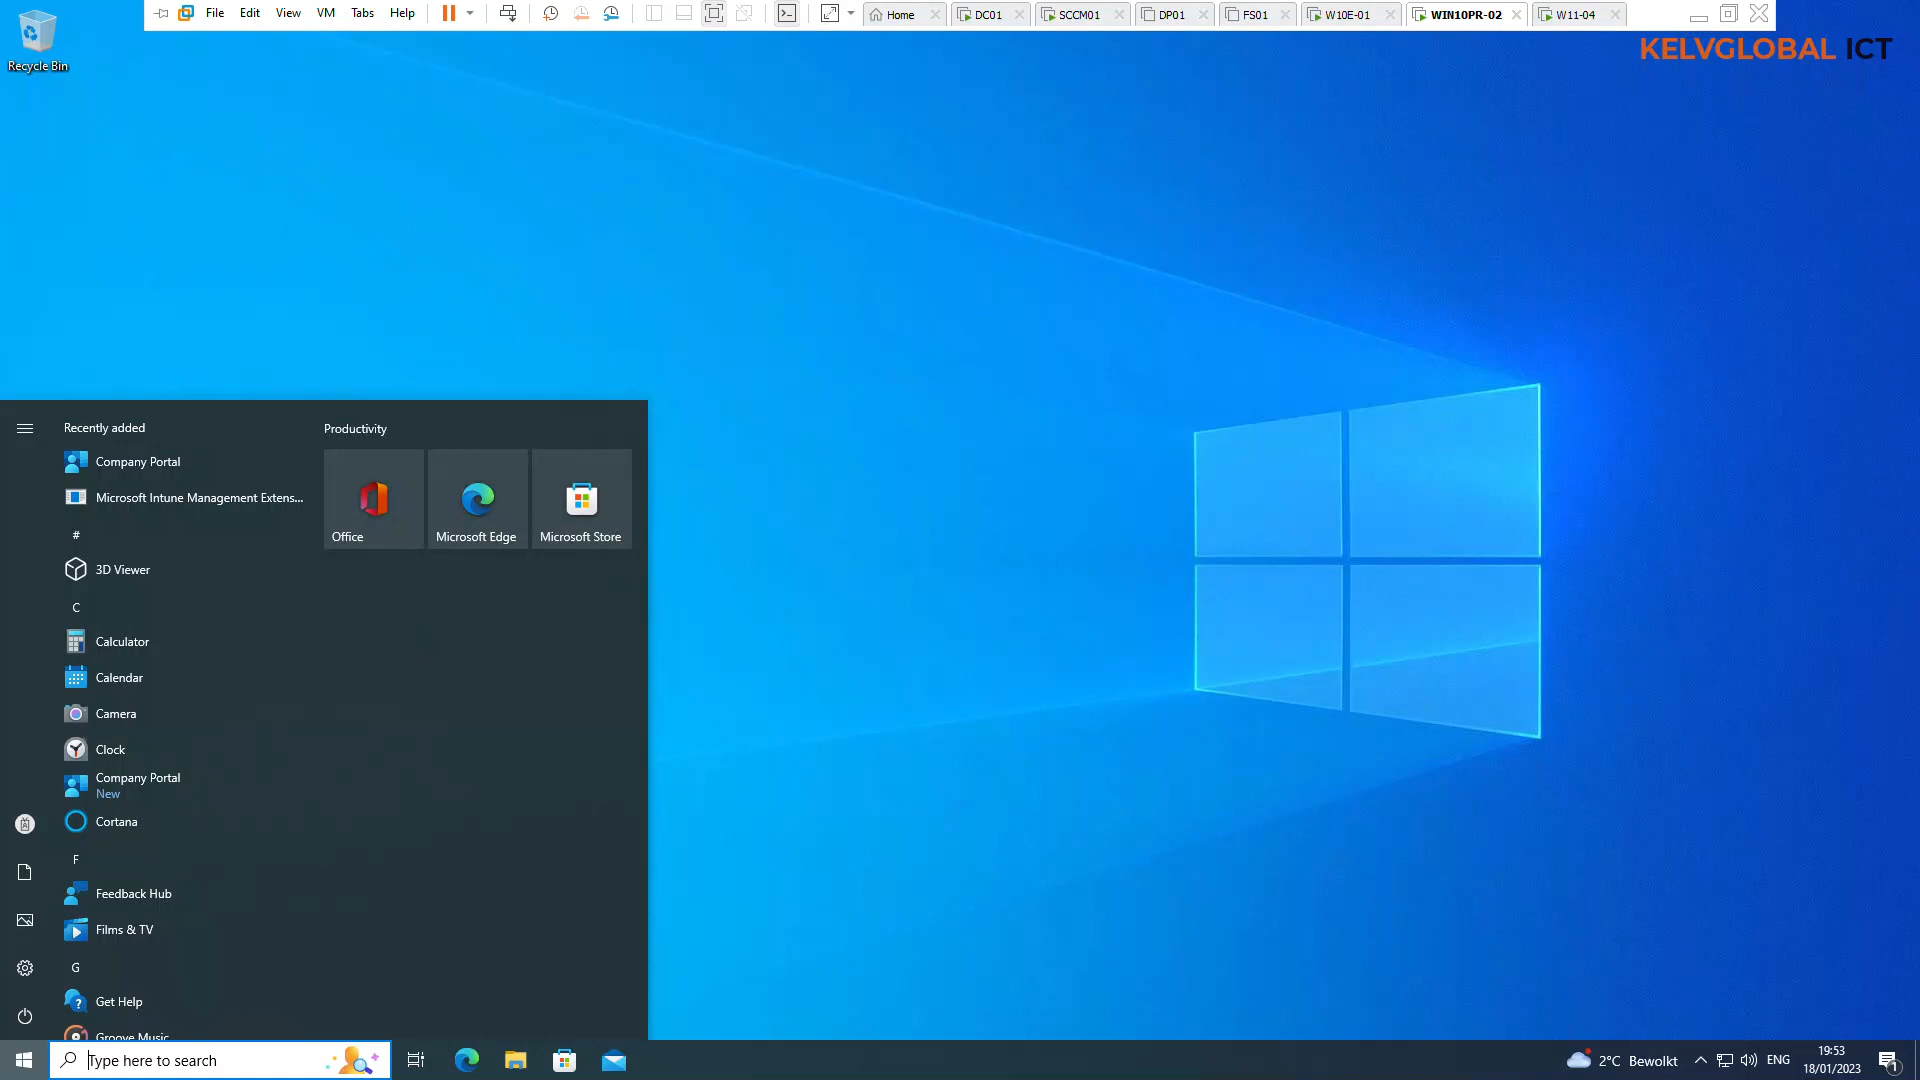 File Edit View VM Tabs Help Home DC01 SCCM01 DP01 FS01 W10E-01 WIN10PR-02 W11-04
KELVGLOBAL ICT
Recycle Bin
Recently added
Productivity
Company Portal
Microsoft Intune Management Extens...
Office Microsoft Edge Microsoft Store
#
3D Viewer
C
Calculator
Calendar
Camera
Clock
Company Portal
New
Cortana
F
Feedback Hub
Films & TV
G
Get Help
Groove Music
Type here to search
2°C Bewolkt
ENG
19:53
18/01/2023
1